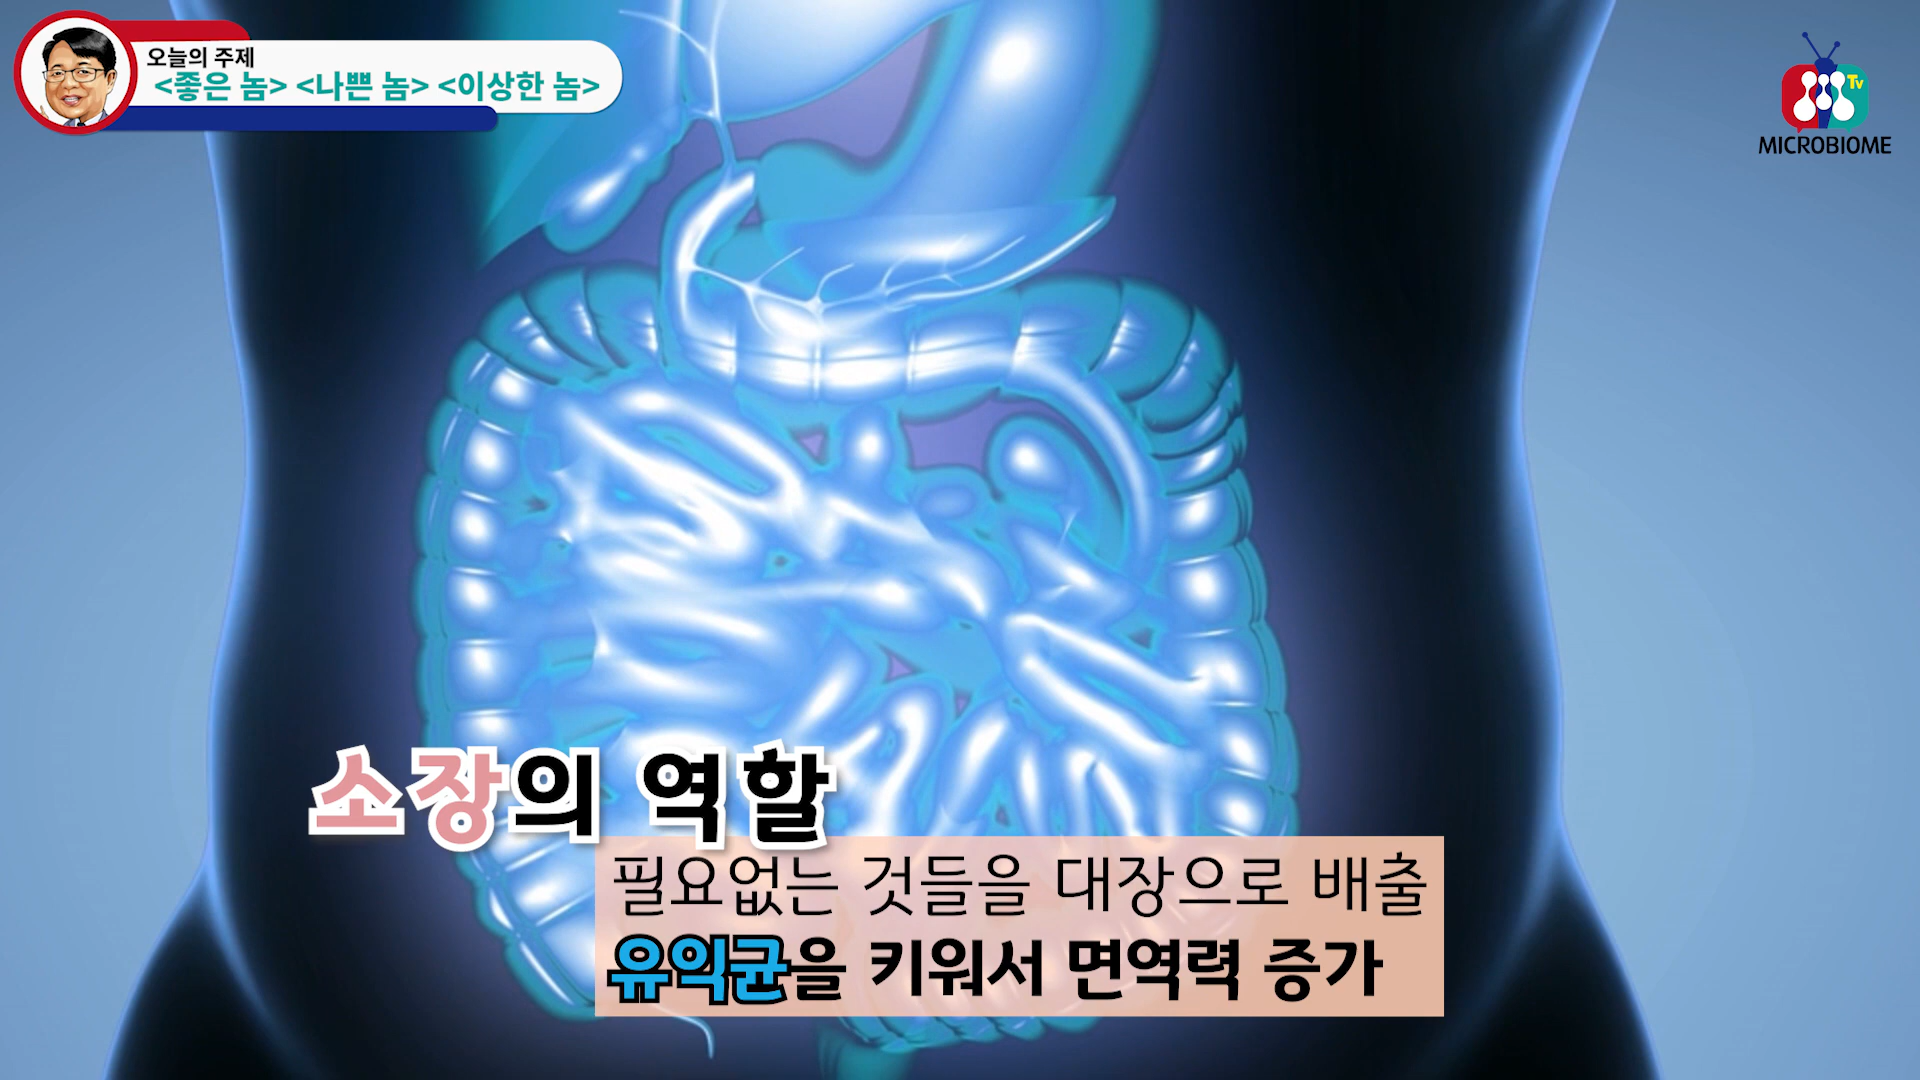 오늘의 주제
<좋은 놈> <나쁜 놈> <이상한 놈>
Tv
MICROBIOME
소장의 역할
필요없는 것들을 대장으로 배출
유익균을 키워서 면역력 증가